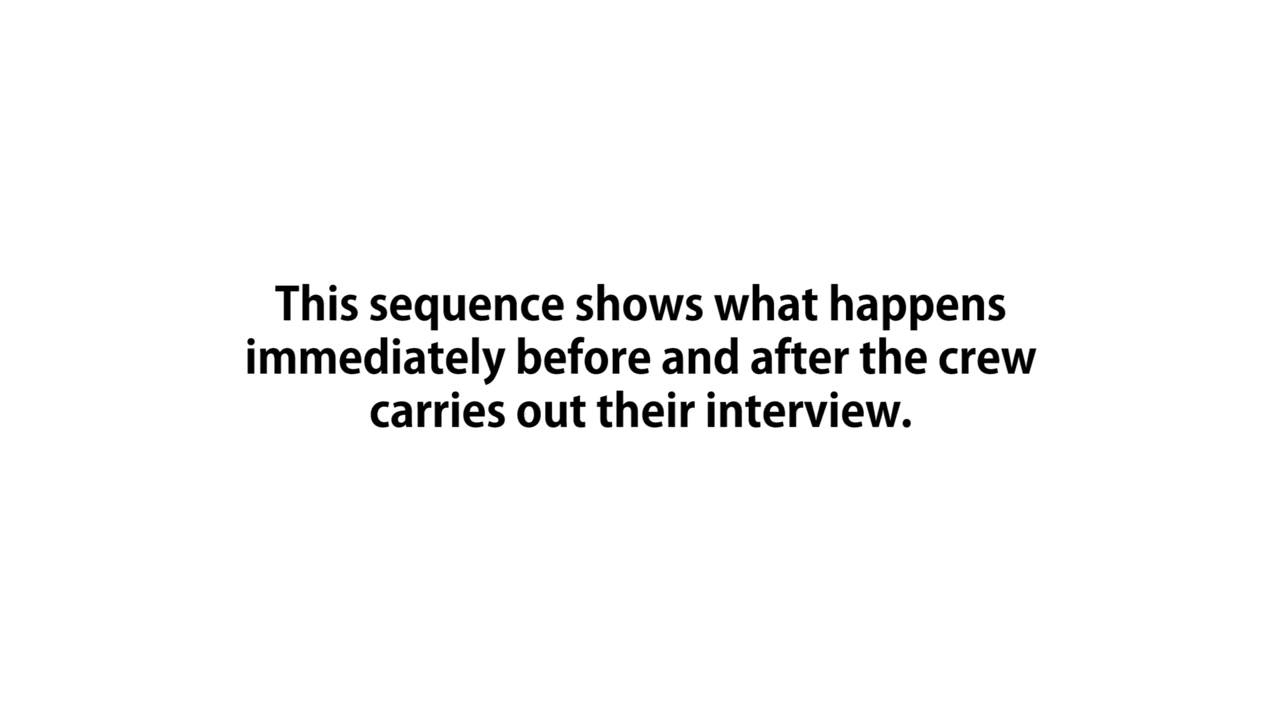 This sequence shows what happens
immediately before and after the crew
carries out their interview.